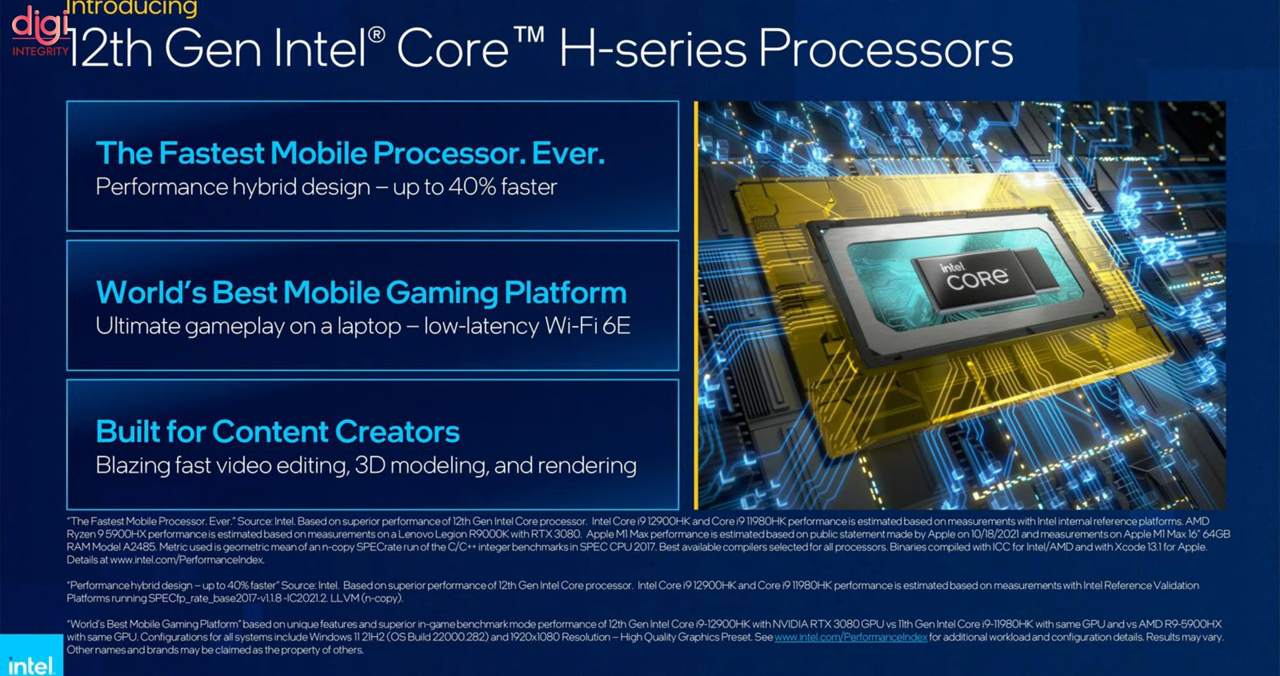 Introducing
digi
INTEGRITY
12th Gen Intel® Core™ H-series Processors
The Fastest Mobile Processor. Ever.
Performance hybrid design – up to 40% faster
World's Best Mobile Gaming Platform
Ultimate gameplay on a laptop – low-latency Wi-Fi 6E
Built for Content Creators
Blazing fast video editing, 3D modeling, and rendering
intel
CORE
"The Fastest Mobile Processor. Ever." Source: Intel. Based on superior performance of 12th Gen Intel Core processor. Intel Core i9 12900HK and Core i9 11980HK performance is estimated based on measurements with Intel internal reference platforms. AMD
Ryzen 9 5900HX performance is estimated based on measurements on a Lenovo Legion R9000K with RTX 3080. Apple M1 Max performance is estimated based on public statement made by Apple on 10/18/2021 and measurements on Apple M1 Max 16" 64GB
RAM Model A2485. Metric used is geometric mean of an n-copy SPECrate run of the C/C++ integer benchmarks in SPEC CPU 2017. Best available compilers selected for all processors. Binaries compiled with ICC for Intel/AMD and with Xcode 13.1 for Apple.
Details at www.intel.com/PerformanceIndex.
"Performance hybrid design – up to 40% faster" Source: Intel. Based on superior performance of 12th Gen Intel Core processor. Intel Core i9 12900HK and Core i9 11980HK performance is estimated based on measurements with Intel Reference Validation
Platforms running SPECfp_rate_base2017-v1.1.8 -IC2021.2. LLVM (n-copy).
"World's Best Mobile Gaming Platform" based on unique features and superior in-game benchmark mode performance of 12th Gen Intel Core i9-12900HK with NVIDIA RTX 3080 GPU vs 11th Gen Intel Core i9-11980HK with same GPU and vs AMD R9-5900HX
with same GPU. Configurations for all systems include Windows 11 21H2 (OS Build 22000.282) and 1920x1080 Resolution – High Quality Graphics Preset. See www.intel.com/PerformanceIndex for additional workload and configuration details. Results may vary.
Other names and brands may be claimed as the property of others.
intel